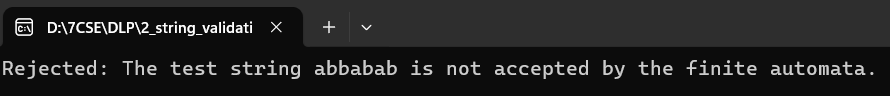 D:\7CSE\DLP\2_string_validati
Rejected: The test string abbabab is not accepted by the finite automata.